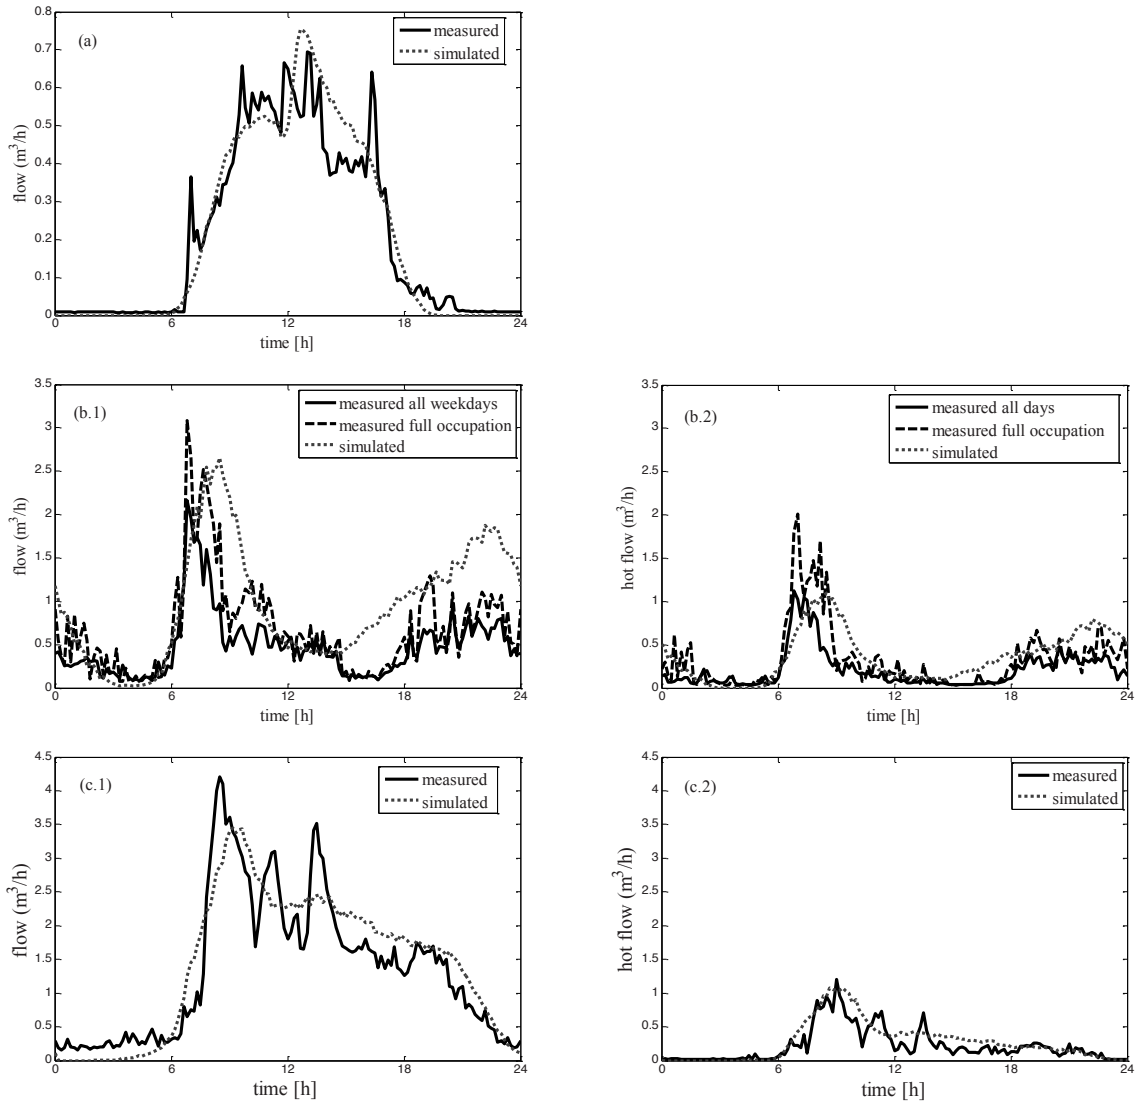 (a)
measured
simulated
flow (m³/h)
0.8
0.7
0.6
0.5
0.4
0.3
0.2
0.1
0
0 6 12 18 24
time [h]
(b.1)
measured all weekdays
measured full occupation
simulated
flow (m³/h)
3.5
3
2.5
2
1.5
1
0.5
0
0 6 12 18 24
time [h]
(b.2)
measured all days
measured full occupation
simulated
hot flow (m³/h)
3.5
3
2.5
2
1.5
1
0.5
0
0 6 12 18 24
time [h]
(c.1)
measured
simulated
flow (m³/h)
4.5
4
3.5
3
2.5
2
1.5
1
0.5
0
0 6 12 18 24
time [h]
(c.2)
measured
simulated
hot flow (m³/h)
4.5
4
3.5
3
2.5
2
1.5
1
0.5
0
0 6 12 18 24
time [h]